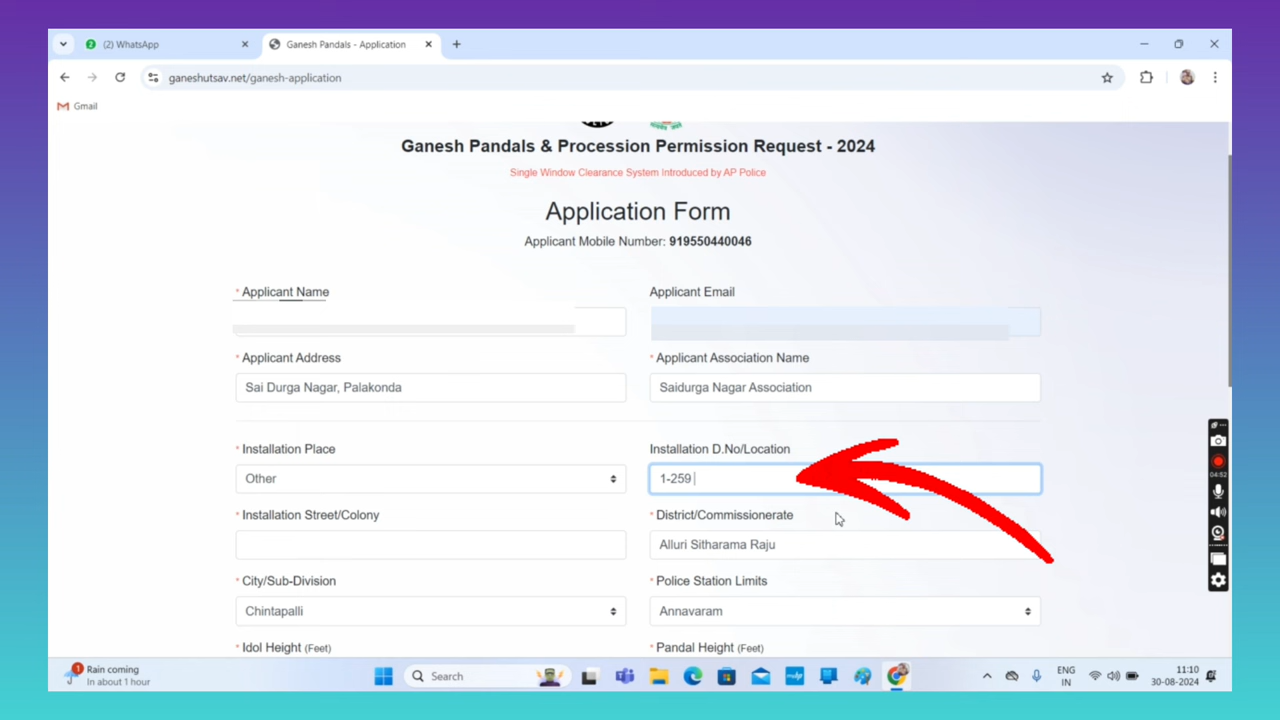 (2) WhatsApp
Ganesh Pandals - Application
ganeshutsav.net/ganesh-application
Gmail
Ganesh Pandals & Procession Permission Request - 2024
Single Window Clearance System Introduced by AP Police
Application Form
Applicant Mobile Number: 919550440046
* Applicant Name
Applicant Email
* Applicant Address
* Applicant Association Name
Sai Durga Nagar, Palakonda
Saidurga Nagar Association
* Installation Place
Installation D.No/Location
Other
1-259
* Installation Street/Colony
* District/Commissionerate
Alluri Sitharama Raju
* City/Sub-Division
* Police Station Limits
Chintapalli
Annavaram
* Idol Height (Feet)
* Pandal Height (Feet)
04:52
1
Rain coming
In about 1 hour
Search
ENG
IN
11:10
30-08-2024